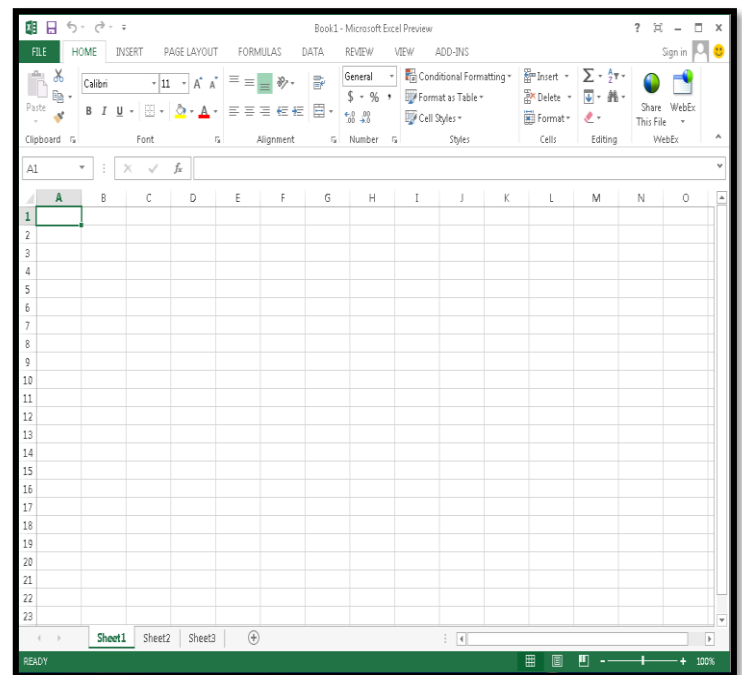 Book1 - Microsoft Excel Preview
?
FILE HOME INSERT PAGE LAYOUT FORMULAS DATA REVIEW VIEW ADD-INS Sign in
Calibri 11 A A General Conditional Formatting Insert Σ
Paste B I U A $ % , Format as Table Delete Share WebEx
Cell Styles Format This File
Clipboard Font Alignment Number Styles Cells Editing WebEx
A1 fx
A B C D E F G H I J K L M N O
1
2
3
4
5
6
7
8
9
10
11
12
13
14
15
16
17
18
19
20
21
22
23
Sheet1 Sheet2 Sheet3
READY 100%